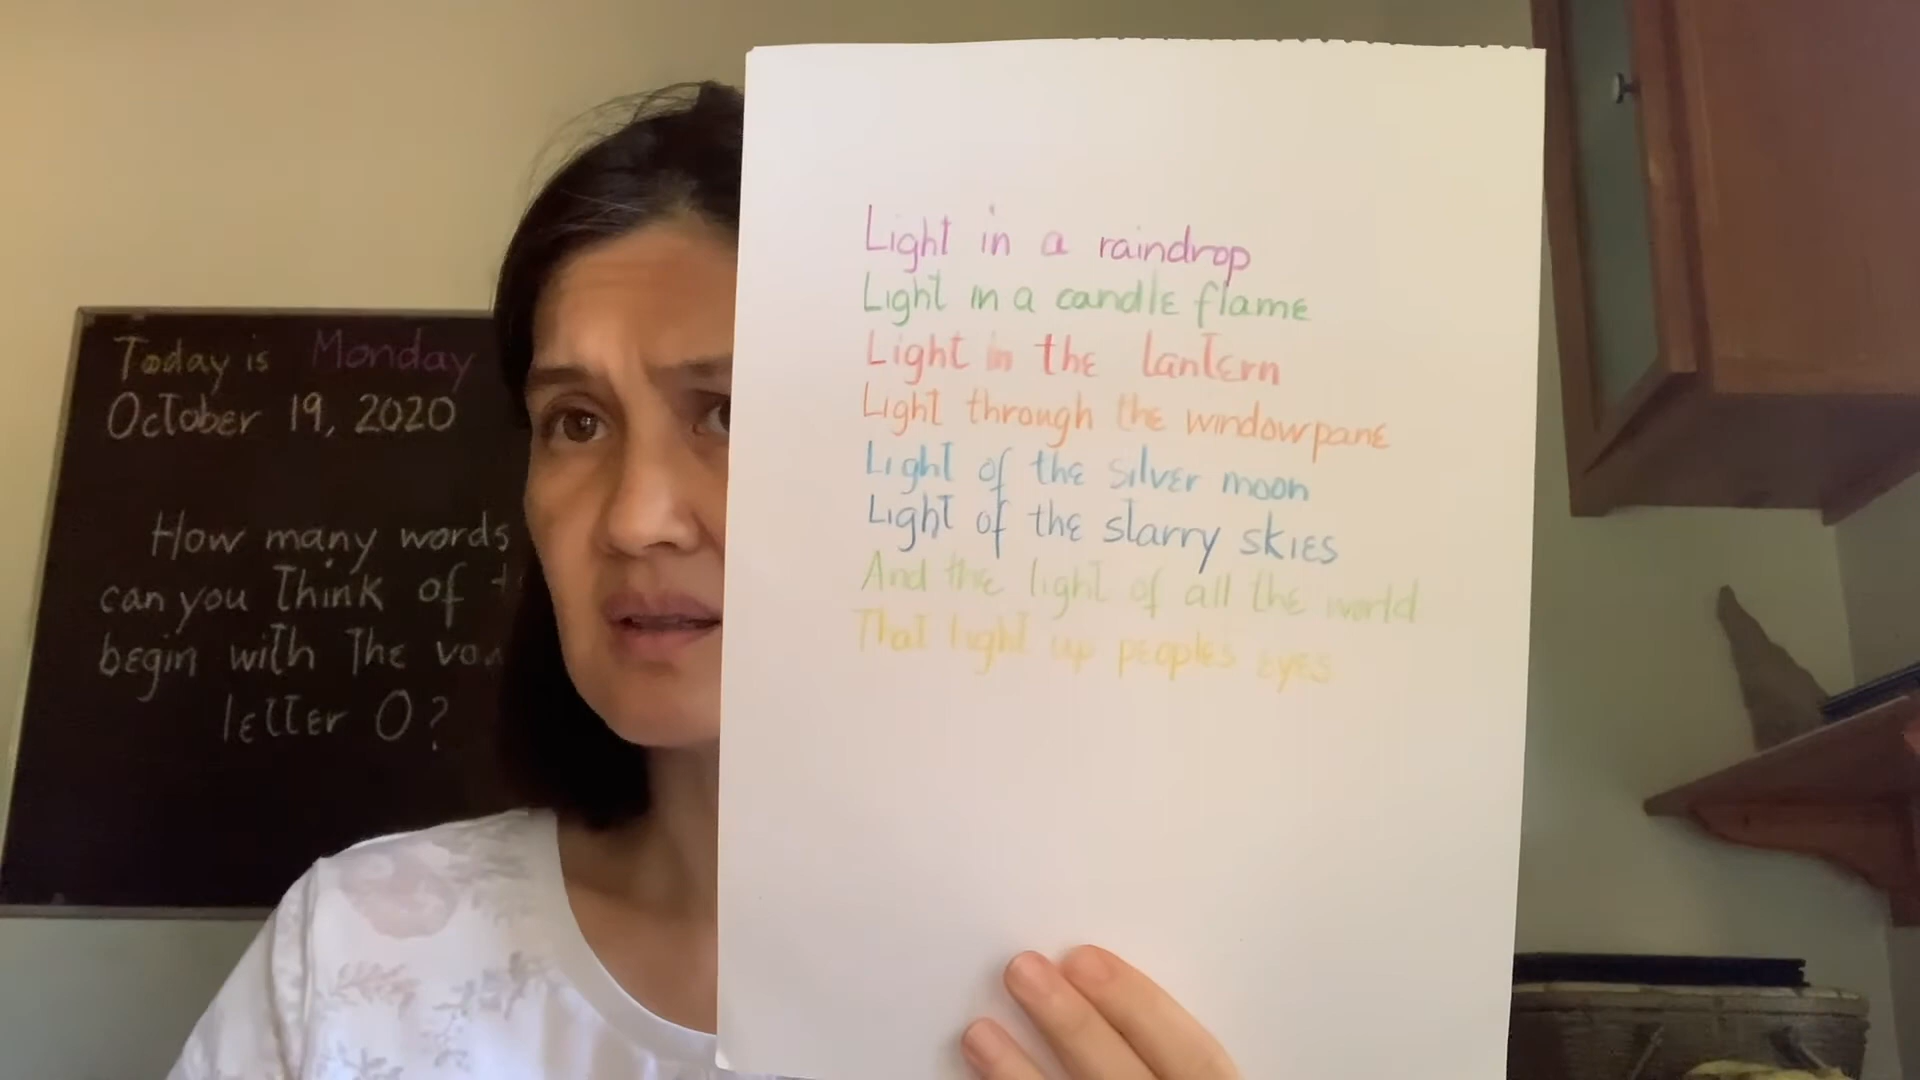 Today is Monday
October 19, 2020
How many words
can you think of
begin with the
letter O?
Light in a raindrop
Light in a candle flame
Light in the lantern
Light through the windowpane
Light of the silver moon
Light of the starry skies
And the light of all the world
That light up peoples eyes